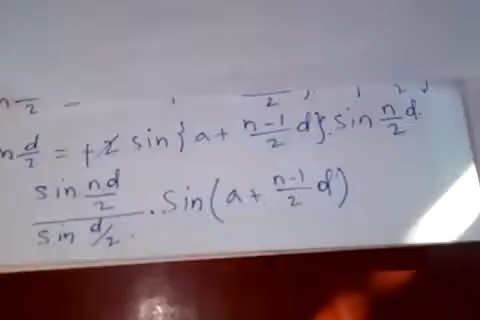 n d/2 = +2 sin{a + n-1/2 d}. sin n/2 d.
sin nd/2 / sin d/2 . sin(a + n-1/2 d)